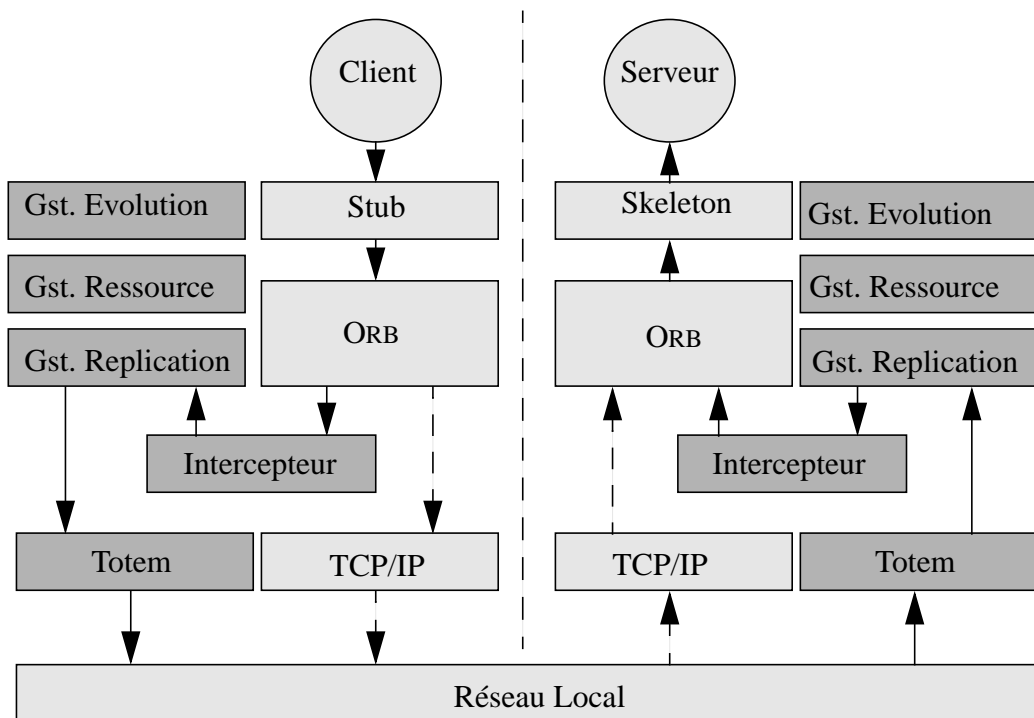 Client
Serveur
Gst. Evolution
Stub
Skeleton
Gst. Evolution
Gst. Ressource
Gst. Ressource
ORB
ORB
Gst. Replication
Gst. Replication
Intercepteur
Intercepteur
Totem
TCP/IP
TCP/IP
Totem
Réseau Local